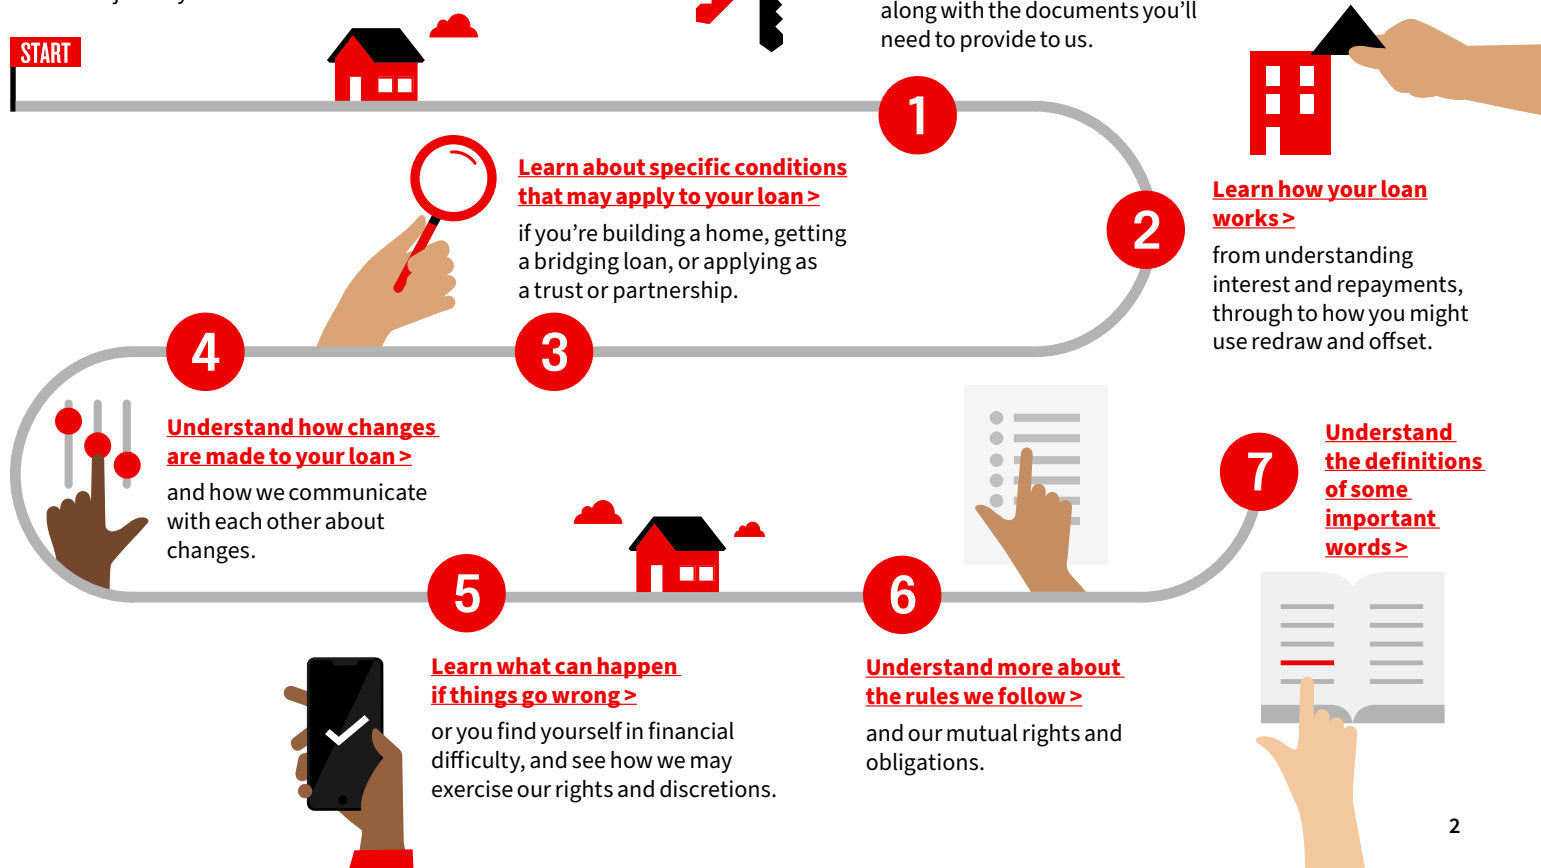 along with the documents you’ll
need to provide to us.
START
1
Learn about specific conditions
that may apply to your loan >
if you’re building a home, getting
a bridging loan, or applying as
a trust or partnership.
2
Learn how your loan
works >
from understanding
interest and repayments,
through to how you might
use redraw and offset.
4
3
Understand how changes
are made to your loan >
and how we communicate
with each other about
changes.
7
Understand
the definitions
of some
important
words >
5
6
Learn what can happen
if things go wrong >
or you find yourself in financial
difficulty, and see how we may
exercise our rights and discretions.
Understand more about
the rules we follow >
and our mutual rights and
obligations.
2